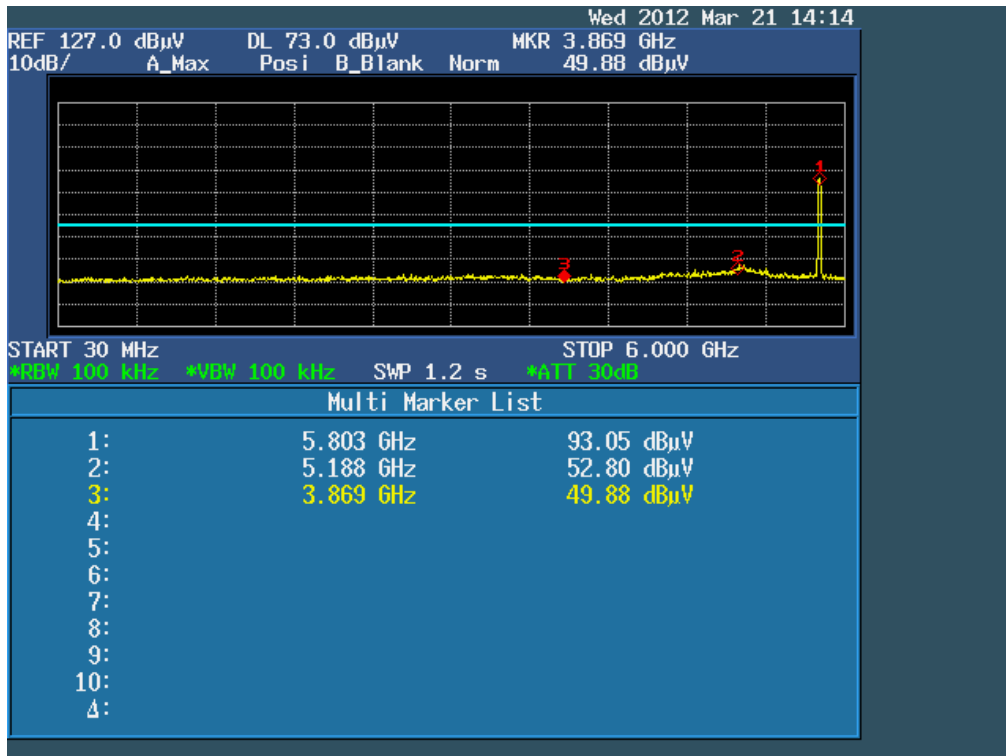 Wed 2012 Mar 21 14:14
REF 127.0 dBµV DL 73.0 dBµV MKR 3.869 GHz
10dB/ A_Max Posi B_Blank Norm 49.88 dBµV
1
2
3
START 30 MHz STOP 6.000 GHz
*RBW 100 kHz *VBW 100 kHz SWP 1.2 s *ATT 30dB
Multi Marker List
1: 5.803 GHz 93.05 dBµV
2: 5.188 GHz 52.80 dBµV
3: 3.869 GHz 49.88 dBµV
4:
5:
6:
7:
8:
9:
10:
Δ: